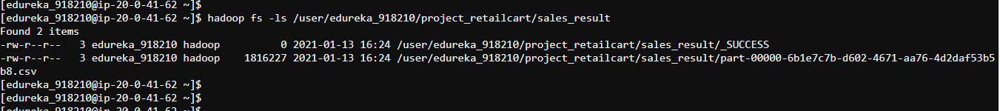 [edureka_918210@ip-20-0-41-62 ~]$
[edureka_918210@ip-20-0-41-62 ~]$ hadoop fs -ls /user/edureka_918210/project_retailcart/sales_result
Found 2 items
-rw-r--r--   3 edureka_918210 hadoop          0 2021-01-13 16:24 /user/edureka_918210/project_retailcart/sales_result/_SUCCESS
-rw-r--r--   3 edureka_918210 hadoop    1816227 2021-01-13 16:24 /user/edureka_918210/project_retailcart/sales_result/part-00000-6b1e7c7b-d602-4671-aa76-4d2daf53b5
b8.csv
[edureka_918210@ip-20-0-41-62 ~]$
[edureka_918210@ip-20-0-41-62 ~]$
[edureka_918210@ip-20-0-41-62 ~]$